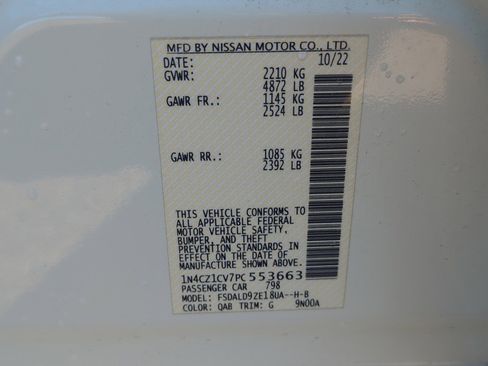 MFD BY NISSAN MOTOR CO., LTD.
DATE: 10/22
GVWR: 2210 KG
4872 LB
GAWR FR.: 1145 KG
2524 LB
GAWR RR.: 1085 KG
2392 LB
THIS VEHICLE CONFORMS TO
ALL APPLICABLE FEDERAL
MOTOR VEHICLE SAFETY,
BUMPER, AND THEFT
PREVENTION STANDARDS IN
EFFECT ON THE DATE OF
MANUFACTURE SHOWN ABOVE.
1N4CZ1CV7PC553663
PASSENGER CAR 798
MODEL: FSDALD9ZE18UA--H-B
COLOR: QAB TRIM: G 9N00A